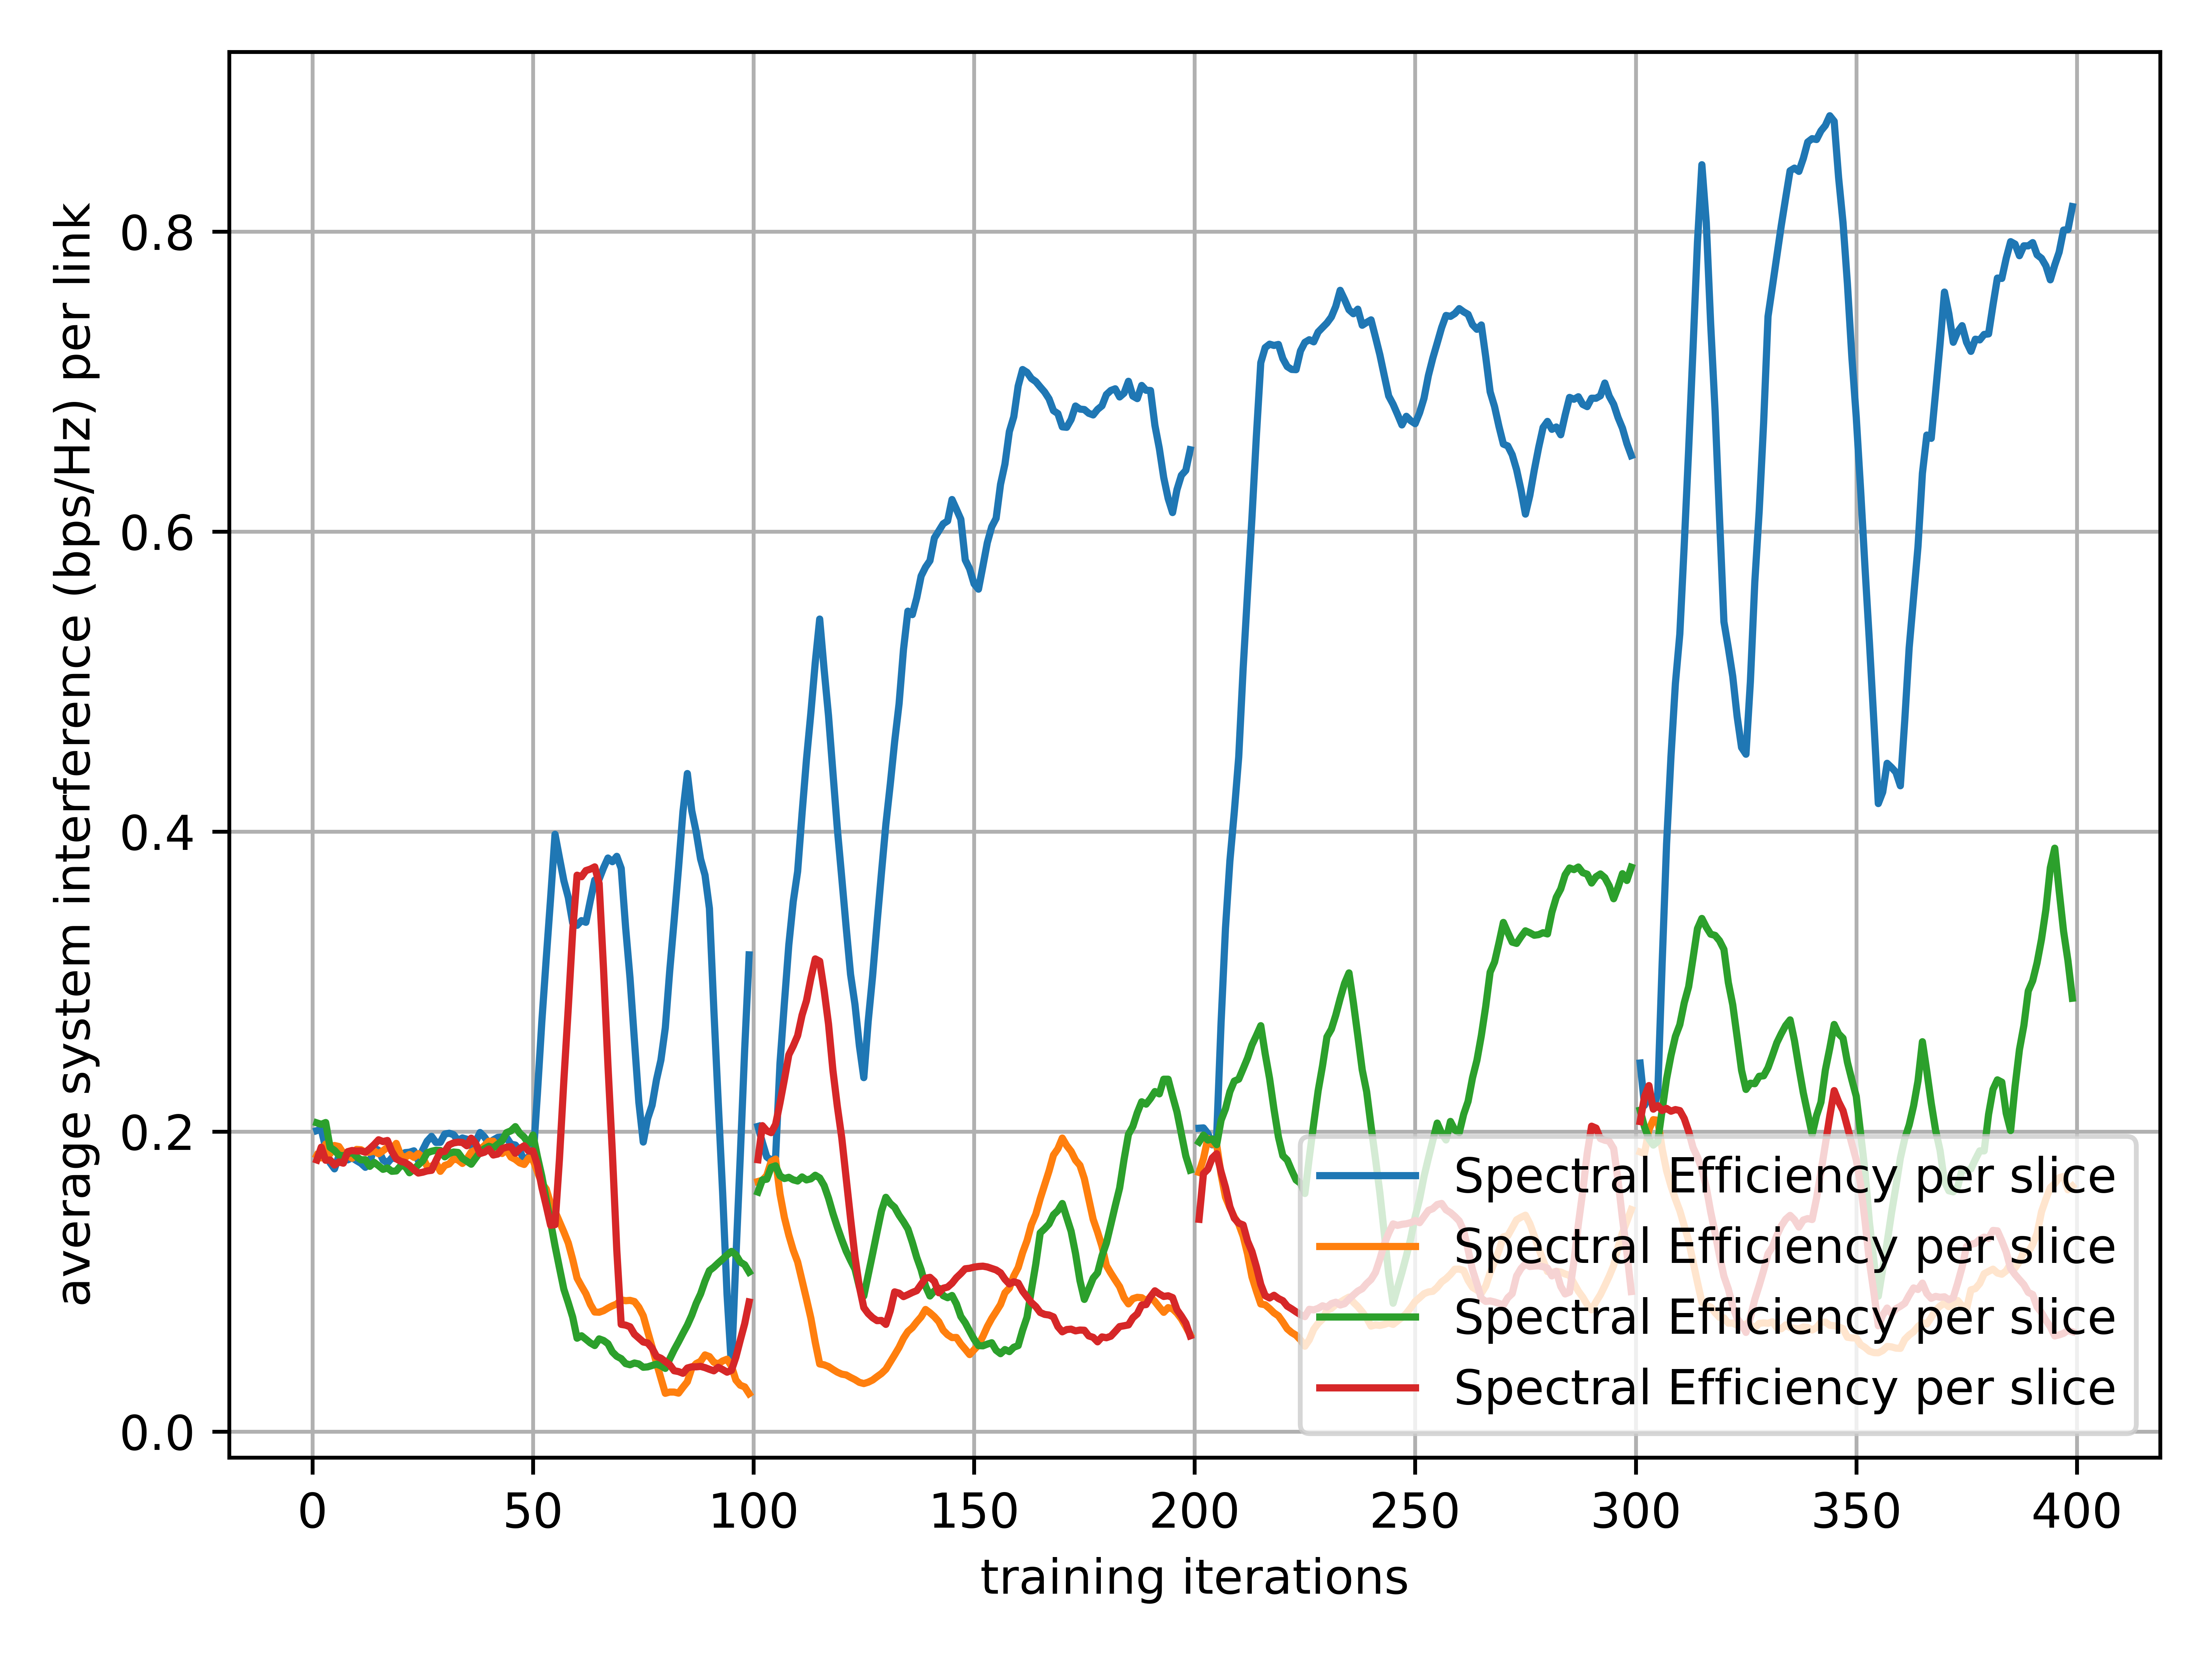 average system interference (bps/Hz) per link
0.8
0.6
0.4
0.2
0.0
Spectral Efficiency per slice
Spectral Efficiency per slice
Spectral Efficiency per slice
Spectral Efficiency per slice
0 50 100 150 200 250 300 350 400
training iterations